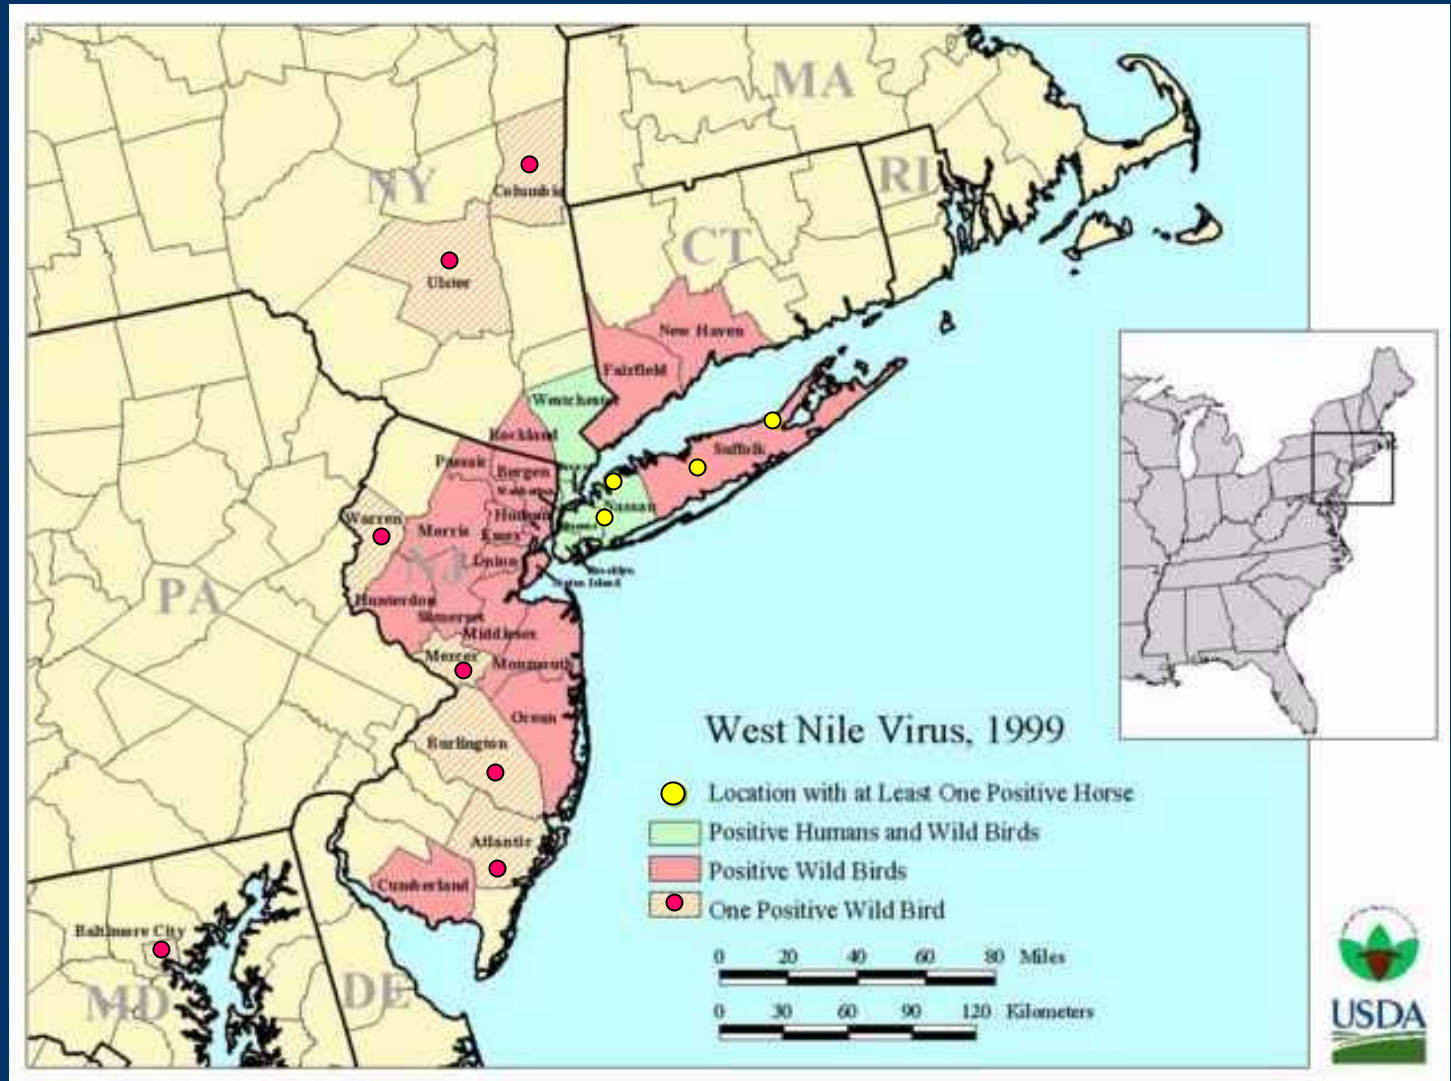 MA
NY
Columbia
RI
CT
Ulster
New Haven
Fairfield
Westchester
Rockland
Passaic
Bergen
Suffolk
Nassau
Warren
Hudson
Morris
Essex
NJ
Union
PA
Staten Island
Brooklyn
Hunterdon
Somerset
Middlesex
Mercer
Monmouth
Ocean
Burlington
Atlantic
Cumberland
Baltimore City
MD
DE
West Nile Virus, 1999
Location with at Least One Positive Horse
Positive Humans and Wild Birds
Positive Wild Birds
One Positive Wild Bird
0 20 40 60 80 Miles
0 30 60 90 120 Kilometers
USDA